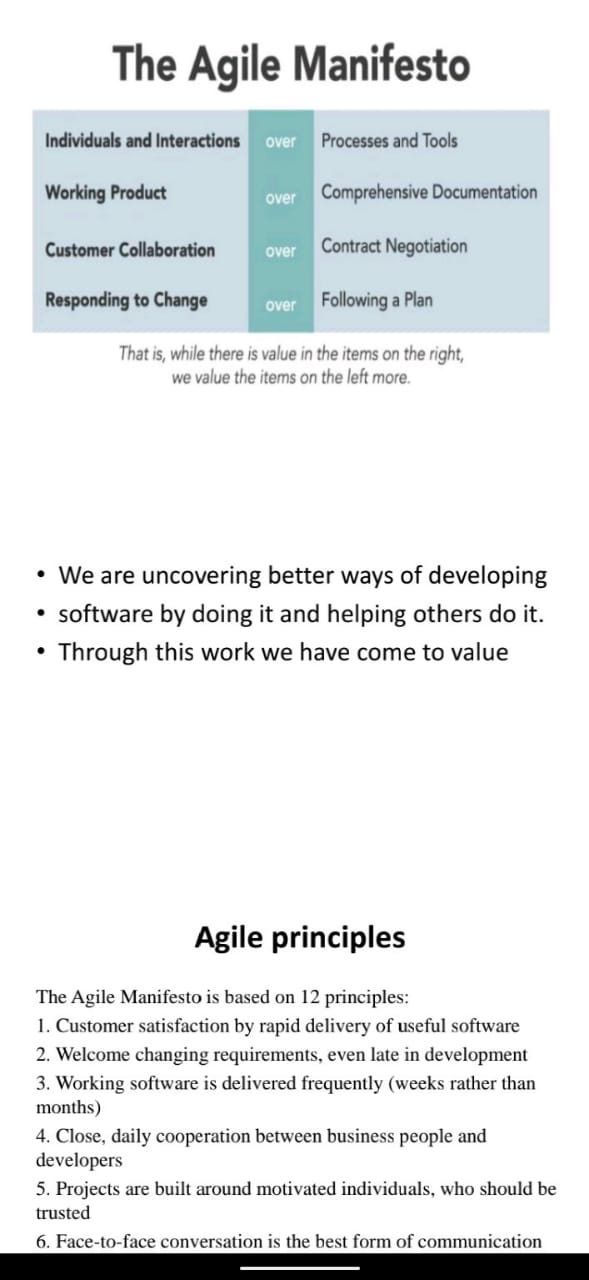 The Agile Manifesto
Individuals and Interactions over Processes and Tools
Working Product over Comprehensive Documentation
Customer Collaboration over Contract Negotiation
Responding to Change over Following a Plan
That is, while there is value in the items on the right,
we value the items on the left more.
• We are uncovering better ways of developing
• software by doing it and helping others do it.
• Through this work we have come to value
Agile principles
The Agile Manifesto is based on 12 principles:
1. Customer satisfaction by rapid delivery of useful software
2. Welcome changing requirements, even late in development
3. Working software is delivered frequently (weeks rather than
months)
4. Close, daily cooperation between business people and
developers
5. Projects are built around motivated individuals, who should be
trusted
6. Face-to-face conversation is the best form of communication